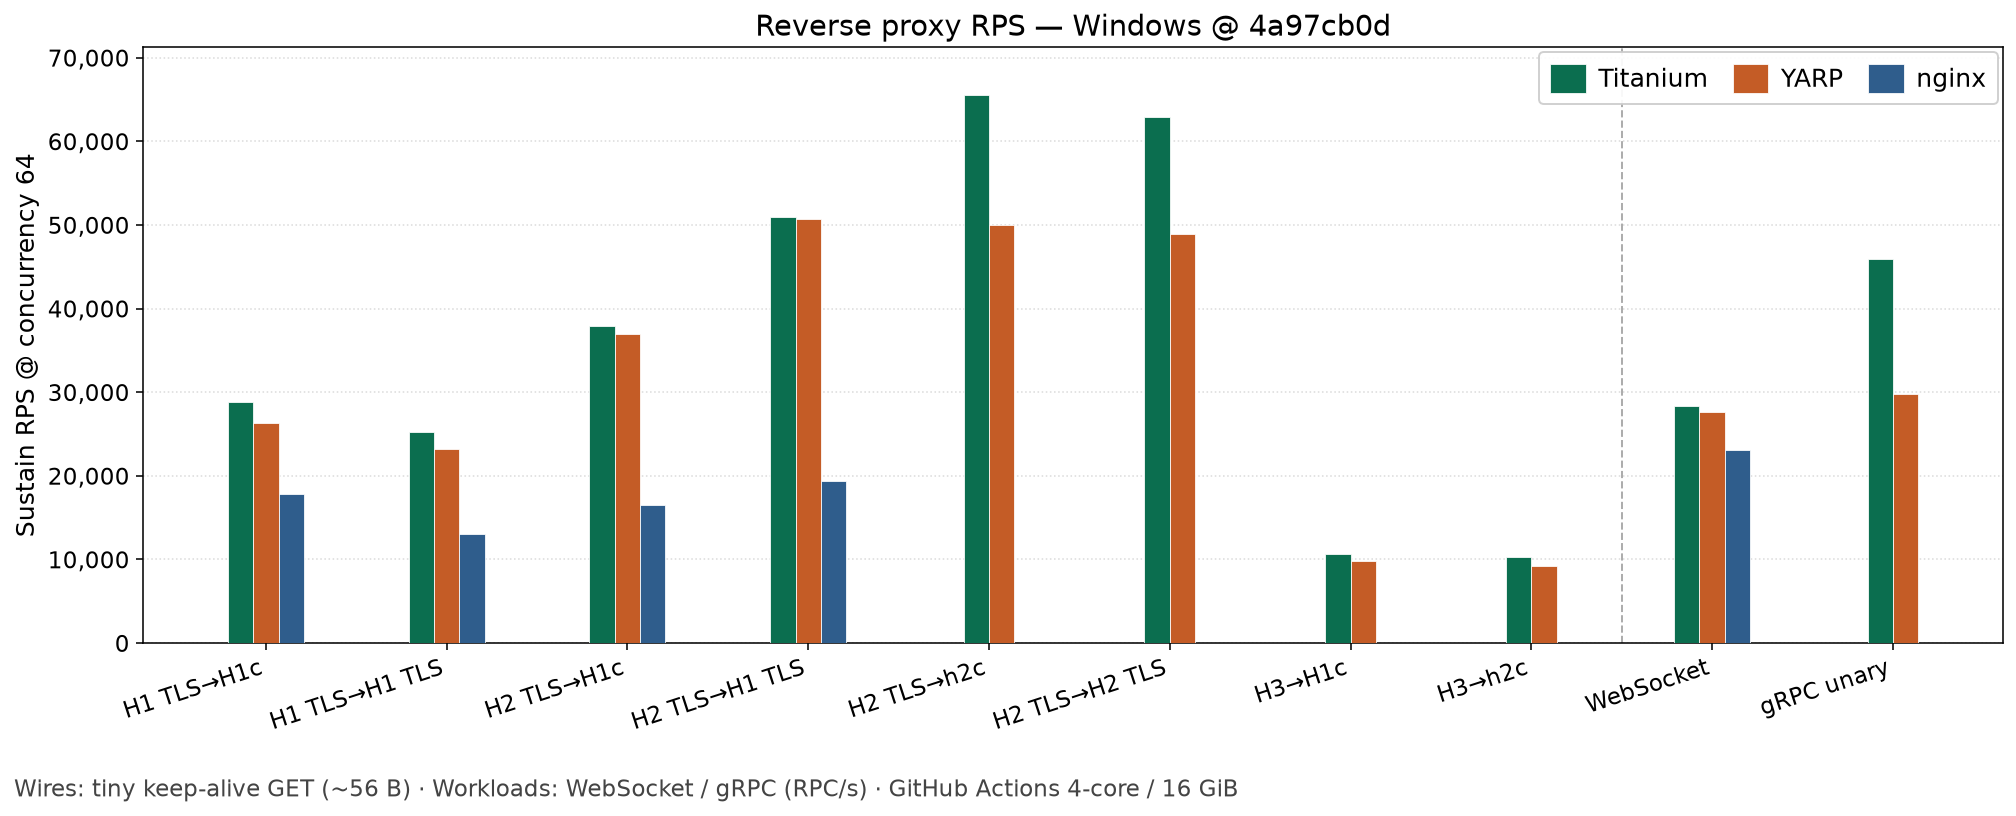 Reverse proxy RPS — Windows @ 4a97cb0d
Titanium
YARP
nginx
Sustain RPS @ concurrency 64
70,000
60,000
50,000
40,000
30,000
20,000
10,000
0
H1 TLS→H1c
H1 TLS→H1 TLS
H2 TLS→H1c
H2 TLS→H1 TLS
H2 TLS→h2c
H2 TLS→H2 TLS
H3→H1c
H3→h2c
WebSocket
gRPC unary
Wires: tiny keep-alive GET (~56 B) · Workloads: WebSocket / gRPC (RPC/s) · GitHub Actions 4-core / 16 GiB